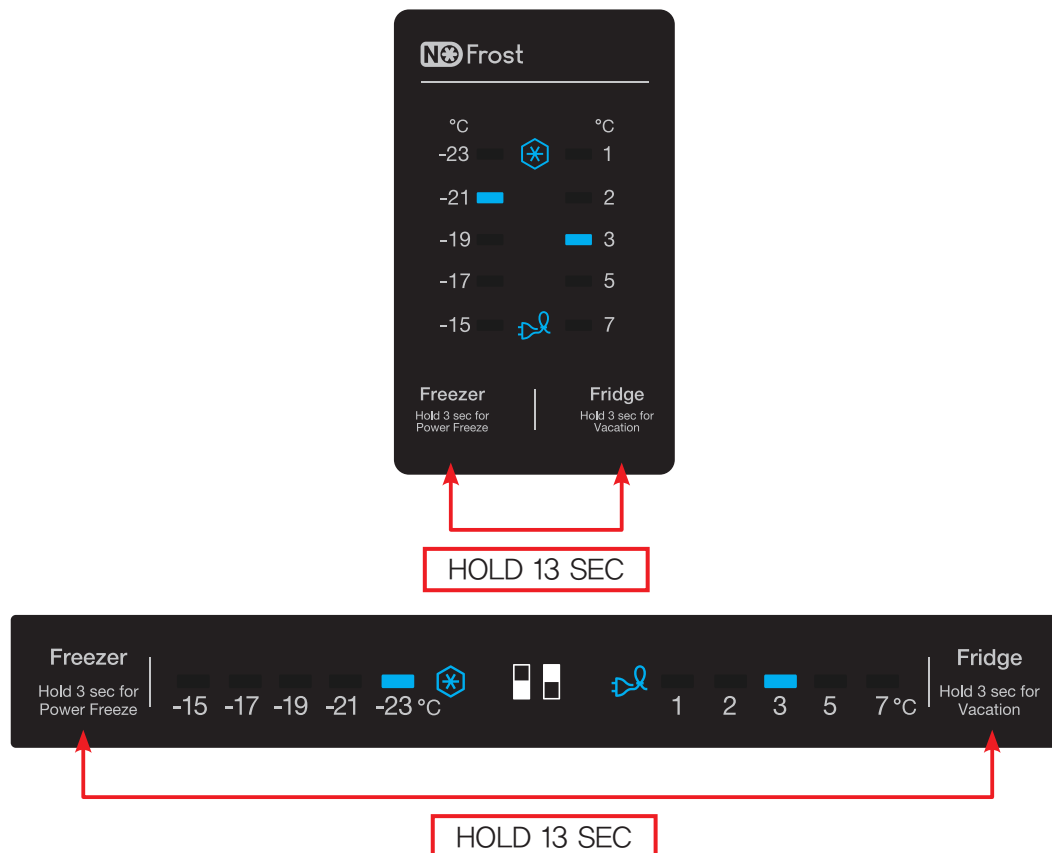 NO Frost
°C °C
-23 1
-21 2
-19 3
-17 5
-15 7
Freezer Fridge
Hold 3 sec for Hold 3 sec for
Power Freeze Vacation
HOLD 13 SEC
Freezer Fridge
Hold 3 sec for Hold 3 sec for
Power Freeze Vacation
-15 -17 -19 -21 -23 °C 1 2 3 5 7 °C
HOLD 13 SEC